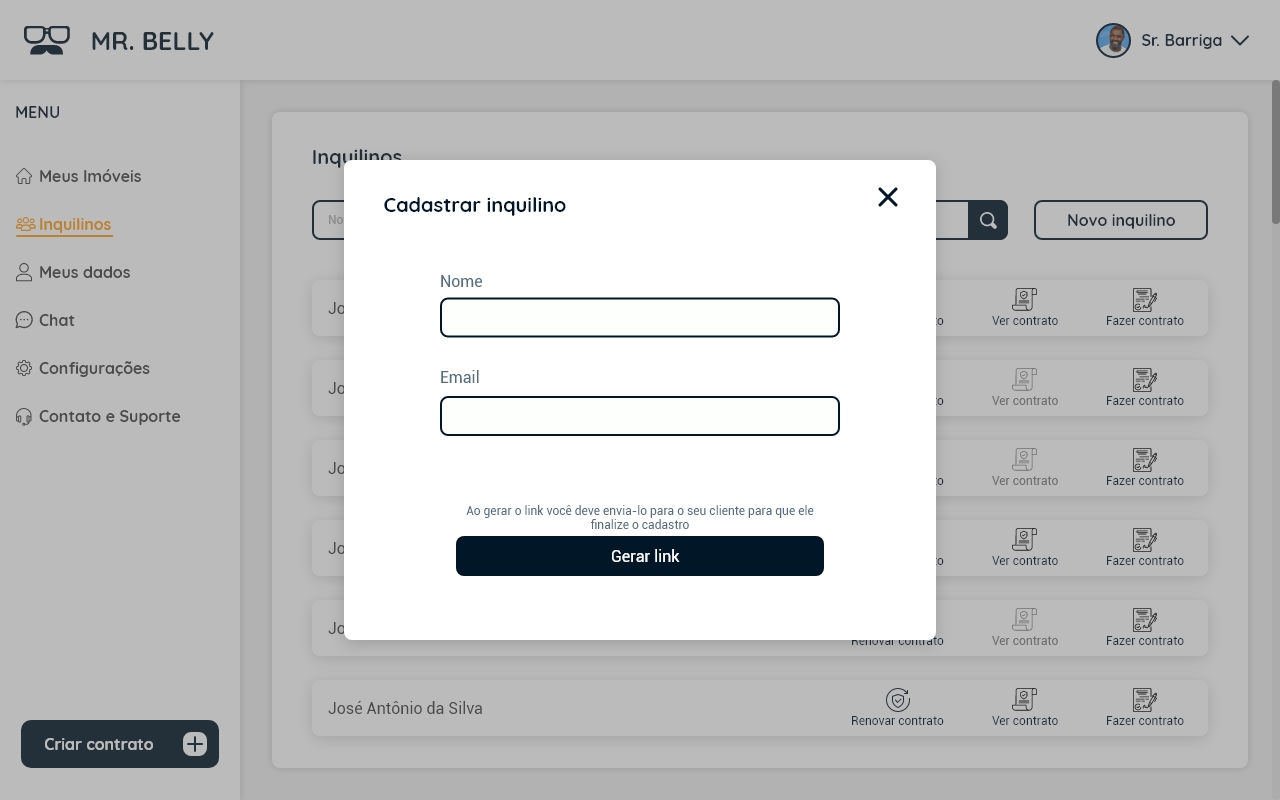 MR. BELLY
Sr. Barriga
MENU
Meus Imóveis
Inquilinos
Meus dados
Chat
Configurações
Contato e Suporte
Criar contrato
Inquilinos
No
Novo inquilino
Cadastrar inquilino
Nome
Email
Ao gerar o link você deve envia-lo para o seu cliente para que ele
finalize o cadastro
Gerar link
Jo
to
Ver contrato
Fazer contrato
Jo
to
Ver contrato
Fazer contrato
Jo
to
Ver contrato
Fazer contrato
Jo
to
Ver contrato
Fazer contrato
Jo
Renovar contrato
Ver contrato
Fazer contrato
José Antônio da Silva
Renovar contrato
Ver contrato
Fazer contrato